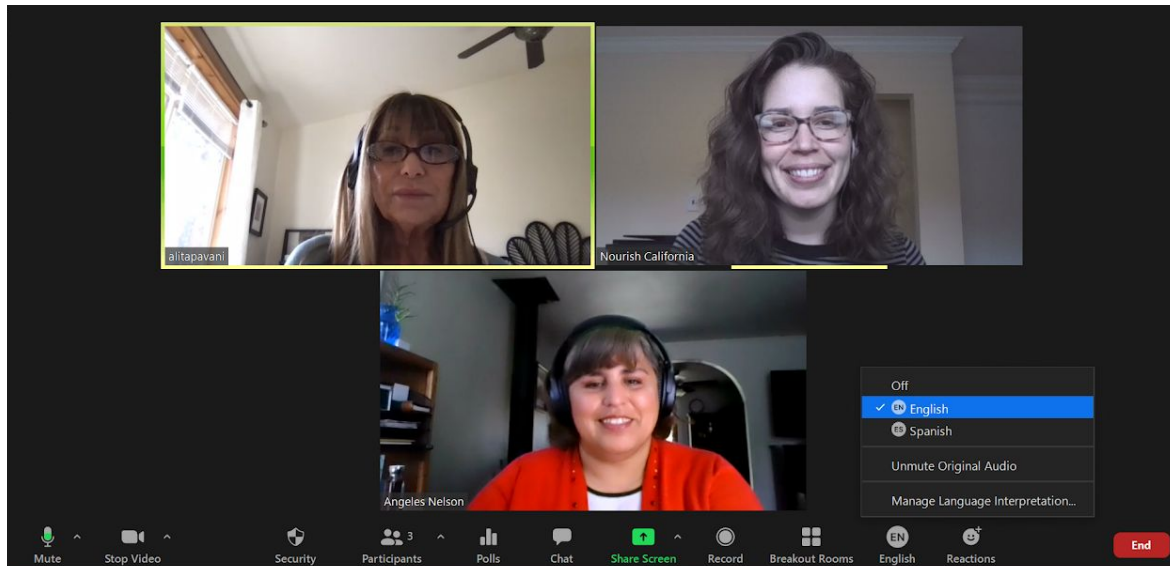 alitapavani
Nourish California
Angeles Nelson
Off
EN English
ES Spanish
Unmute Original Audio
Manage Language Interpretation...
Mute
Stop Video
Security
3
Participants
Polls
Chat
Share Screen
Record
Breakout Rooms
EN
English
Reactions
End